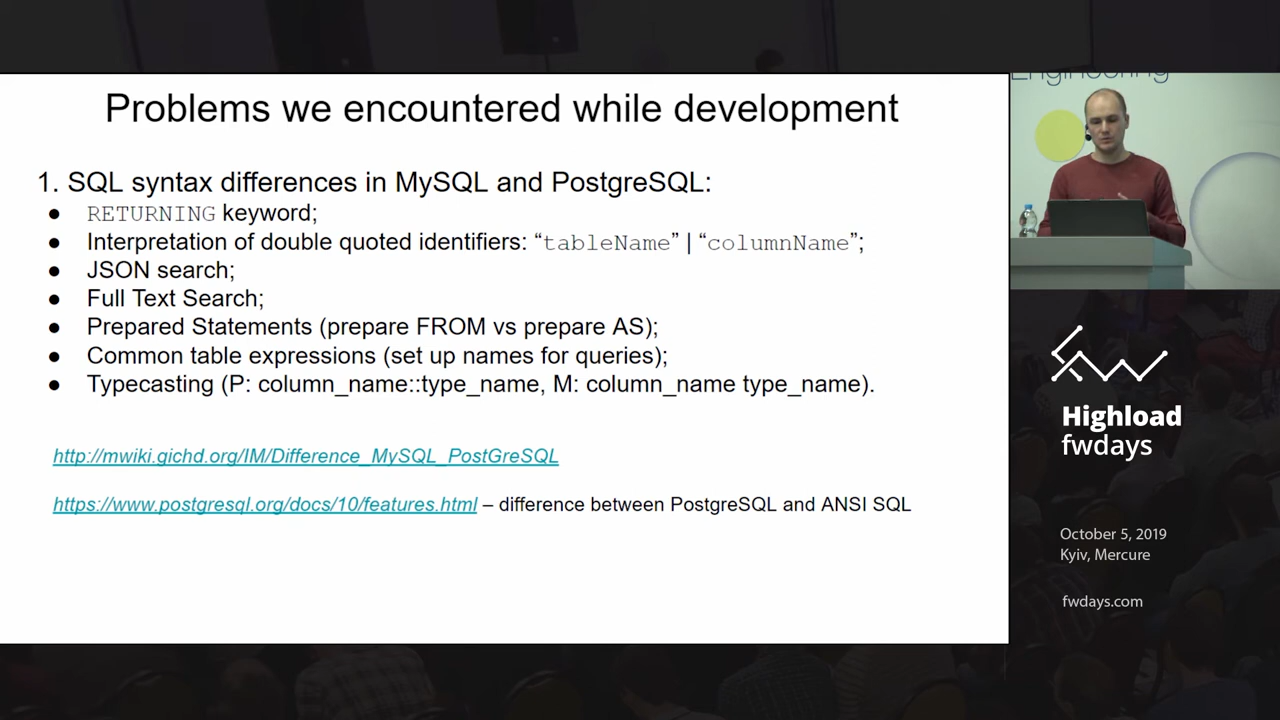 Problems we encountered while development
1. SQL syntax differences in MySQL and PostgreSQL:
● RETURNING keyword;
● Interpretation of double quoted identifiers: “tableName” | “columnName”;
● JSON search;
● Full Text Search;
● Prepared Statements (prepare FROM vs prepare AS);
● Common table expressions (set up names for queries);
● Typecasting (P: column_name::type_name, M: column_name type_name).
http://mwiki.gichd.org/IM/Difference_MySQL_PostGreSQL
https://www.postgresql.org/docs/10/features.html – difference between PostgreSQL and ANSI SQL
Engineering
Highload
fwdays
October 5, 2019
Kyiv, Mercure
fwdays.com